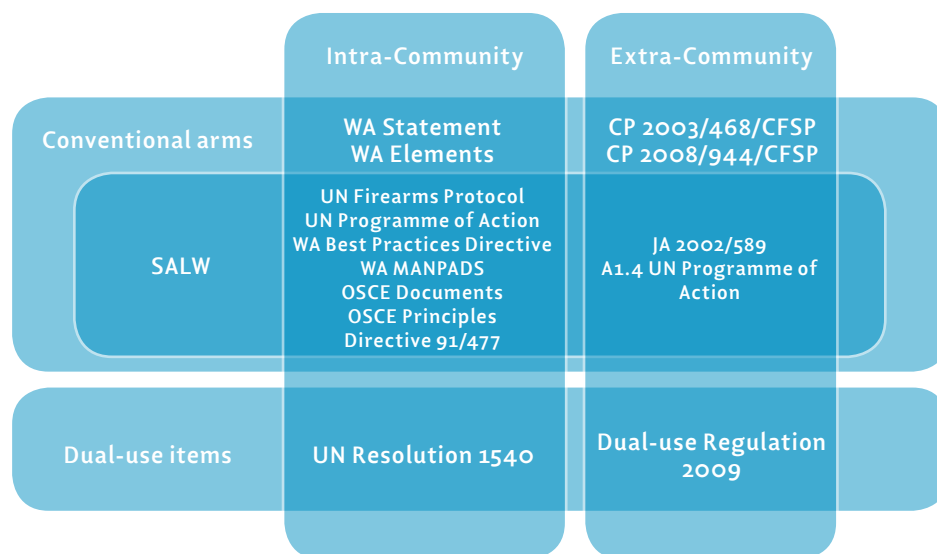 Intra-Community
Extra-Community
Conventional arms
WA Statement
WA Elements
CP 2003/468/CFSP
CP 2008/944/CFSP
SALW
UN Firearms Protocol
UN Programme of Action
WA Best Practices Directive
WA MANPADS
OSCE Documents
OSCE Principles
Directive 91/477
JA 2002/589
A1.4 UN Programme of
Action
Dual-use items
UN Resolution 1540
Dual-use Regulation
2009